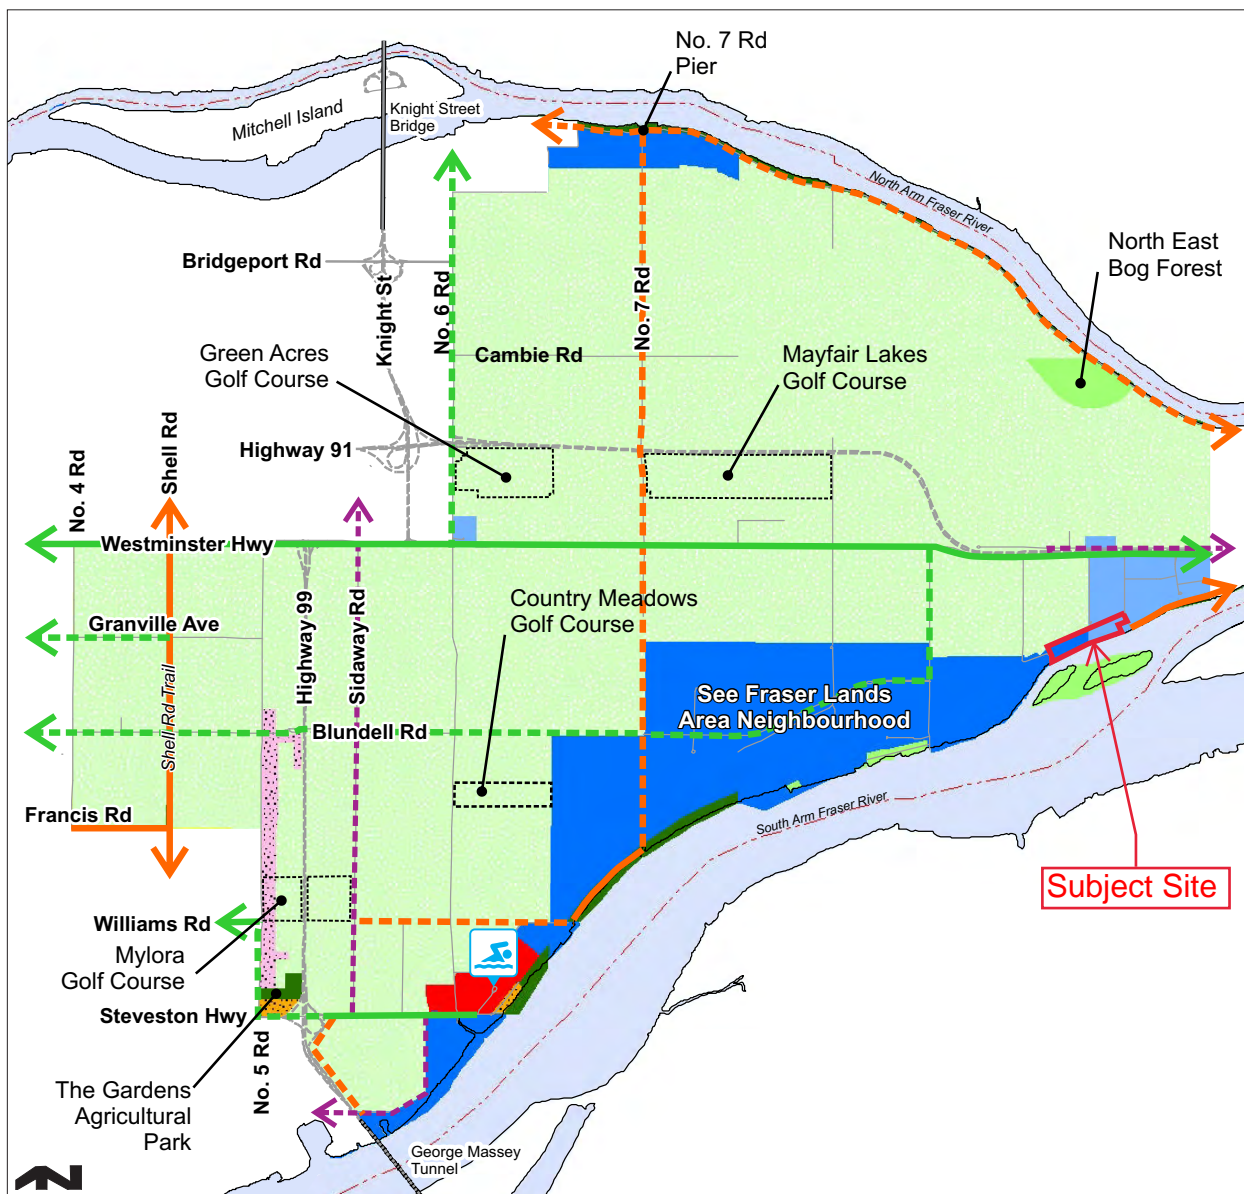 No. 7 Rd
Pier
Mitchell Island
Knight Street
Bridge
North Arm Fraser River
North East
Bog Forest
Bridgeport Rd
Knight St
No. 6 Rd
No. 7 Rd
Green Acres
Golf Course
Cambie Rd
Mayfair Lakes
Golf Course
Highway 91
No. 4 Rd
Shell Rd
Westminster Hwy
Granville Ave
Highway 99
Sidaway Rd
Country Meadows
Golf Course
Shell Rd Trail
Blundell Rd
See Fraser Lands
Area Neighbourhood
Francis Rd
South Arm Fraser River
Subject Site
Williams Rd
Mylora
Golf Course
Steveston Hwy
No. 5 Rd
The Gardens
Agricultural
Park
George Massey
Tunnel
N